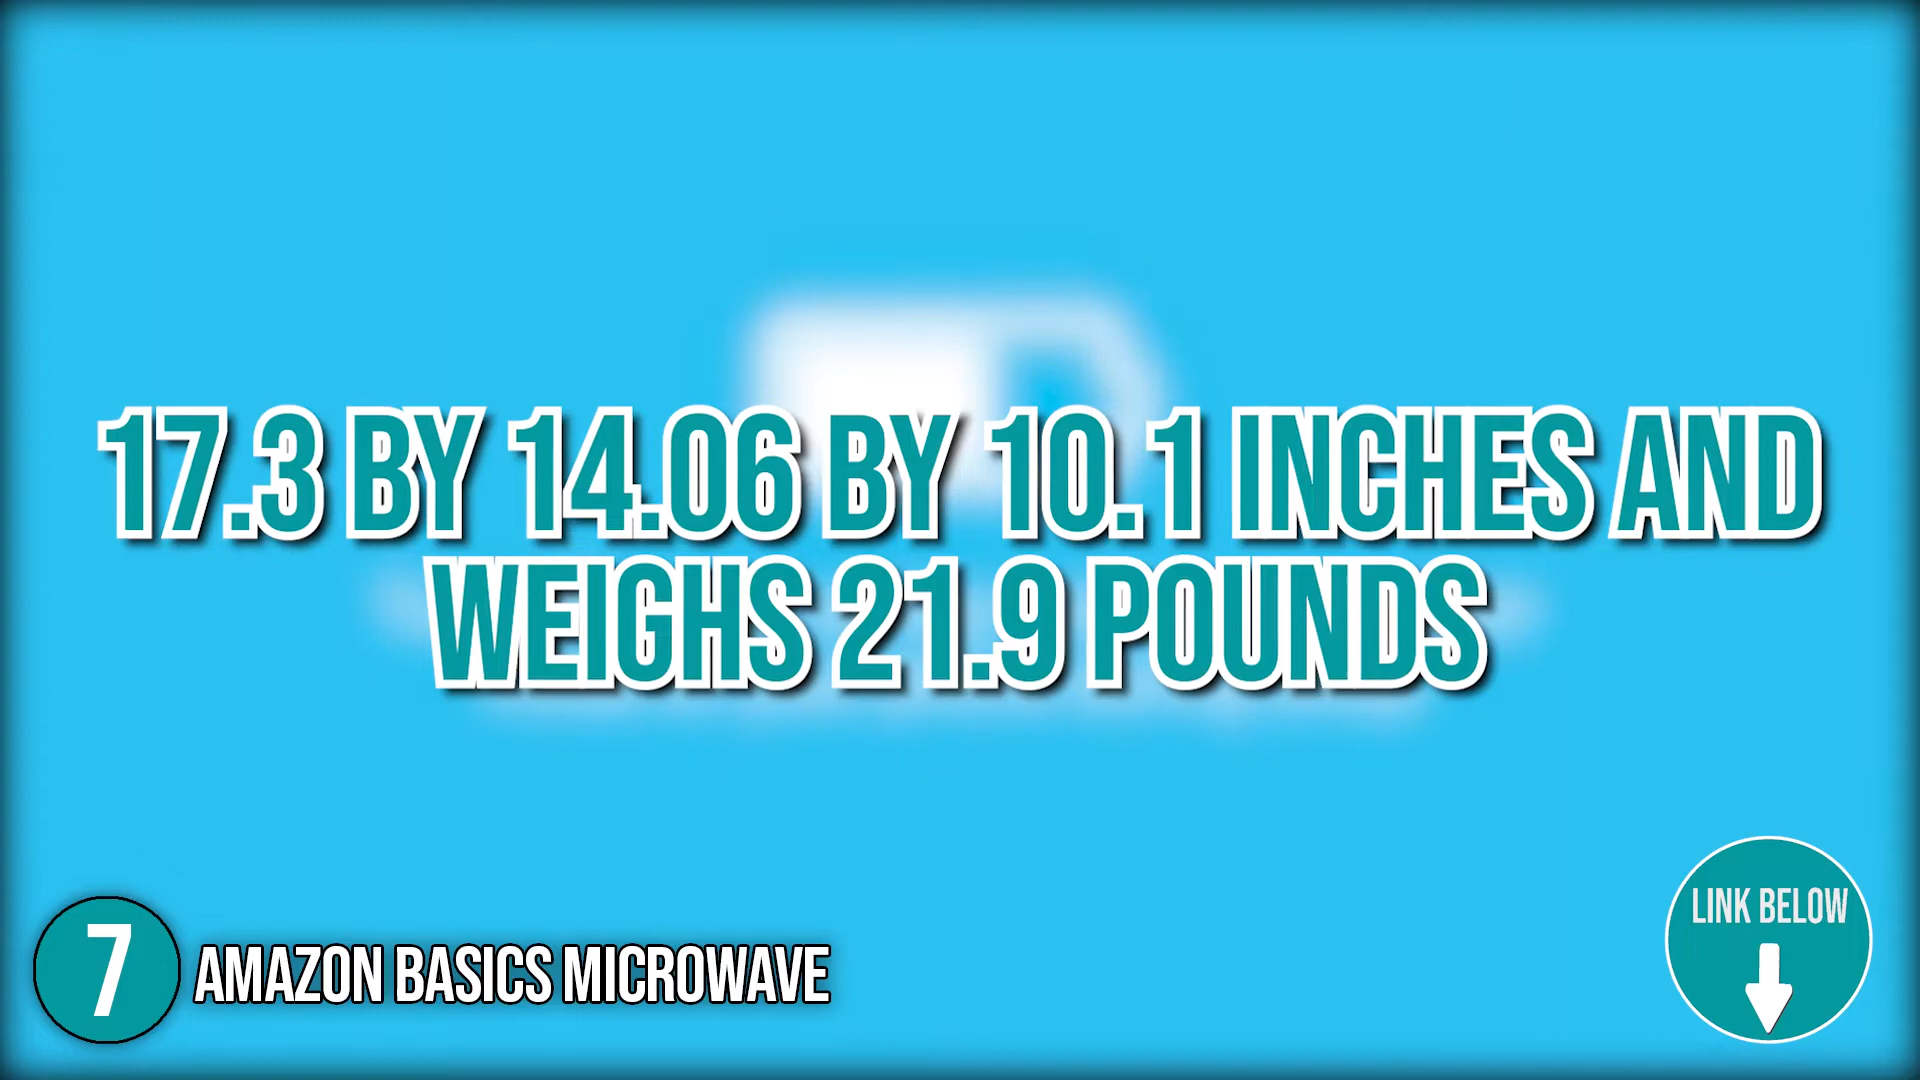 17.3 BY 14.06 BY 10.1 INCHES AND
WEIGHS 21.9 POUNDS
7
AMAZON BASICS MICROWAVE
LINK BELOW